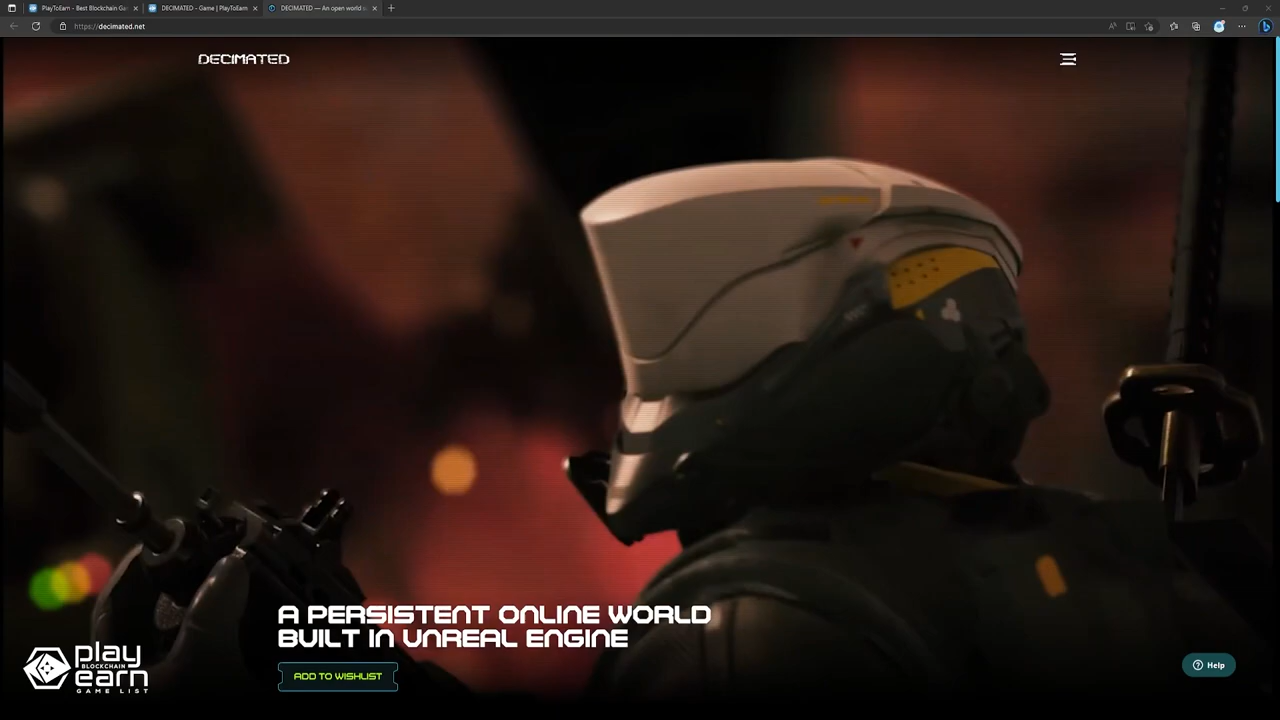 PlayToEarn - Best Blockchain Ga
DECIMATED - Game | PlayToEarn
DECIMATED — An open world s
https://decimated.net
DECIMATED
A PERSISTENT ONLINE WORLD
BUILT IN UNREAL ENGINE
ADD TO WISHLIST
Help
play
BLOCKCHAIN
earn
GAME LIST